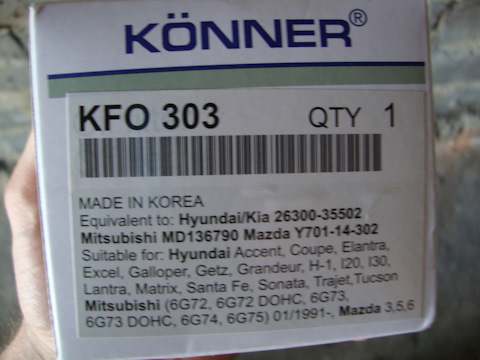 KÖNNER®
KFO 303 QTY 1
MADE IN KOREA
Equivalent to: Hyundai/Kia 26300-35502
Mitsubishi MD136790 Mazda Y701-14-302
Suitable for: Hyundai Accent, Coupe, Elantra,
Excel, Galloper, Getz, Grandeur, H-1, I20, I30,
Lantra, Matrix, Santa Fe, Sonata, Trajet,Tucson
Mitsubishi (6G72, 6G72 DOHC, 6G73,
6G73 DOHC, 6G74, 6G75) 01/1991-, Mazda 3,5,6